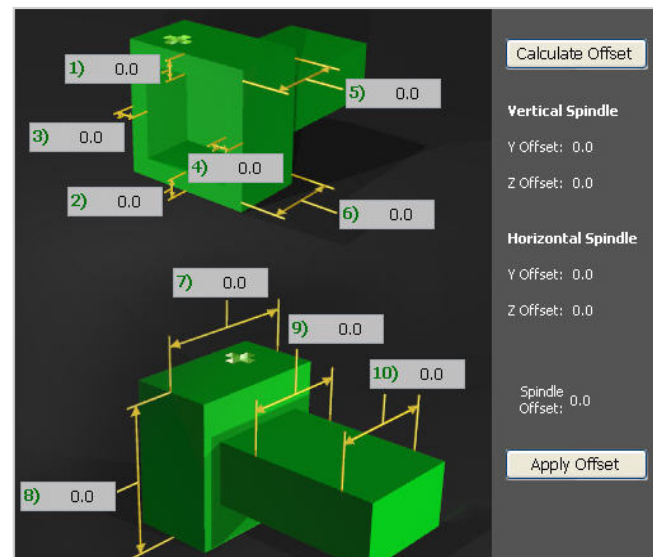 1) 0.0
5) 0.0
3) 0.0
4) 0.0
2) 0.0
6) 0.0
7) 0.0
9) 0.0
10) 0.0
8) 0.0
Calculate Offset
Vertical Spindle
Y Offset: 0.0
Z Offset: 0.0
Horizontal Spindle
Y Offset: 0.0
Z Offset: 0.0
Spindle
Offset: 0.0
Apply Offset